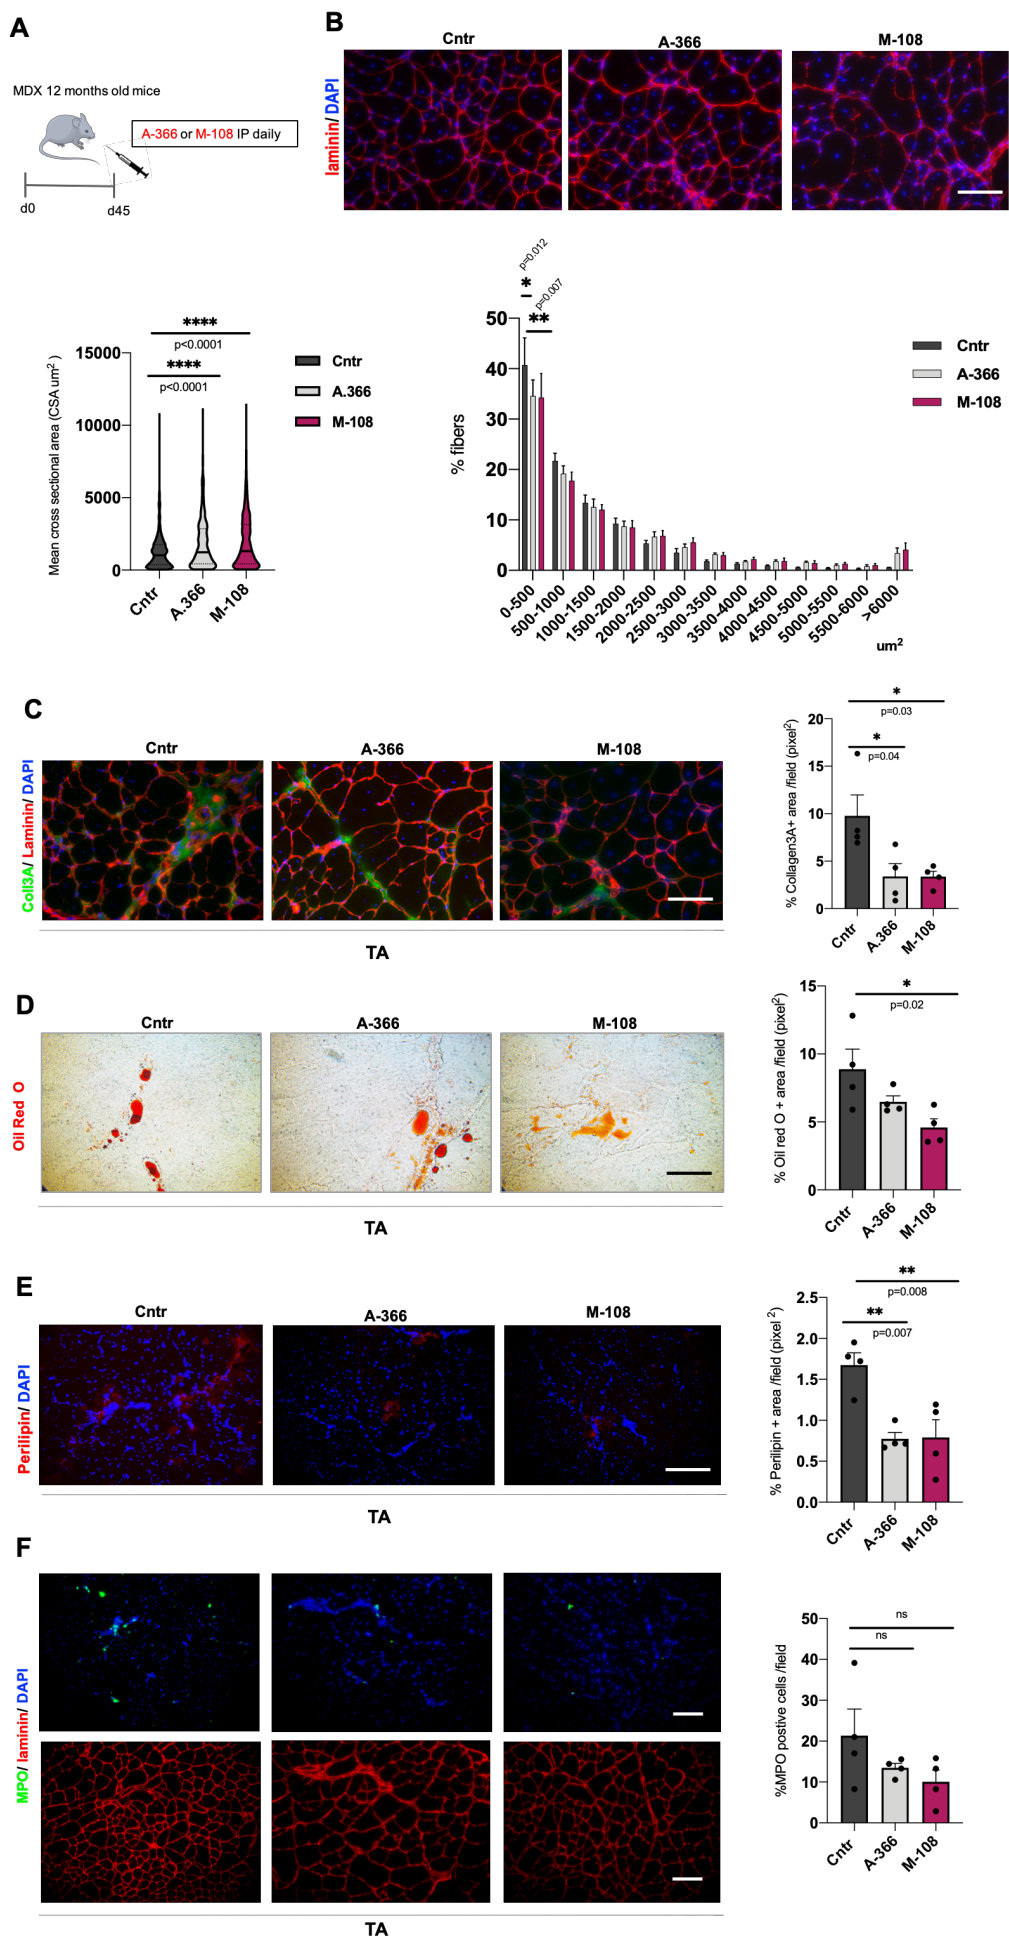 A
MDX 12 months old mice
A-366 or M-108 IP daily
d0
d45
B
Cntr
A-366
M-108
laminin/ DAPI
Mean cross sectional area (CSA um2 )
15000
10000
5000
0
****
p<0.0001
****
p<0.0001
Cntr
A.366
M-108
Cntr
A.366
M-108
% fibers
50
40
30
20
10
0
p=0.012
*
p=0.007
**
Cntr
A-366
M-108
0-500
500-1000
1000-1500
1500-2000
2000-2500
2500-3000
3000-3500
3500-4000
4000-4500
4500-5000
5000-5500
5500-6000
>6000
um2
C
Cntr
A-366
M-108
Coll3A/ Laminin/ DAPI
TA
% Collagen3A+ area /field (pixel2)
20
15
10
5
0
*
p=0.03
*
p=0.04
Cntr
A.366
M-108
D
Cntr
A-366
M-108
Oil Red O
TA
% Oil red O + area /field (pixel2)
15
10
5
0
*
p=0.02
Cntr
A-366
M-108
E
Cntr
A-366
M-108
Perilipin/ DAPI
TA
% Perilipin + area /field (pixel 2)
2.5
2.0
1.5
1.0
0.5
0.0
**
p=0.008
**
p=0.007
Cntr
A-366
M-108
F
MPO/ laminin/ DAPI
TA
%MPO postive cells /field
50
40
30
20
10
0
ns
ns
Cntr
A-366
M-108